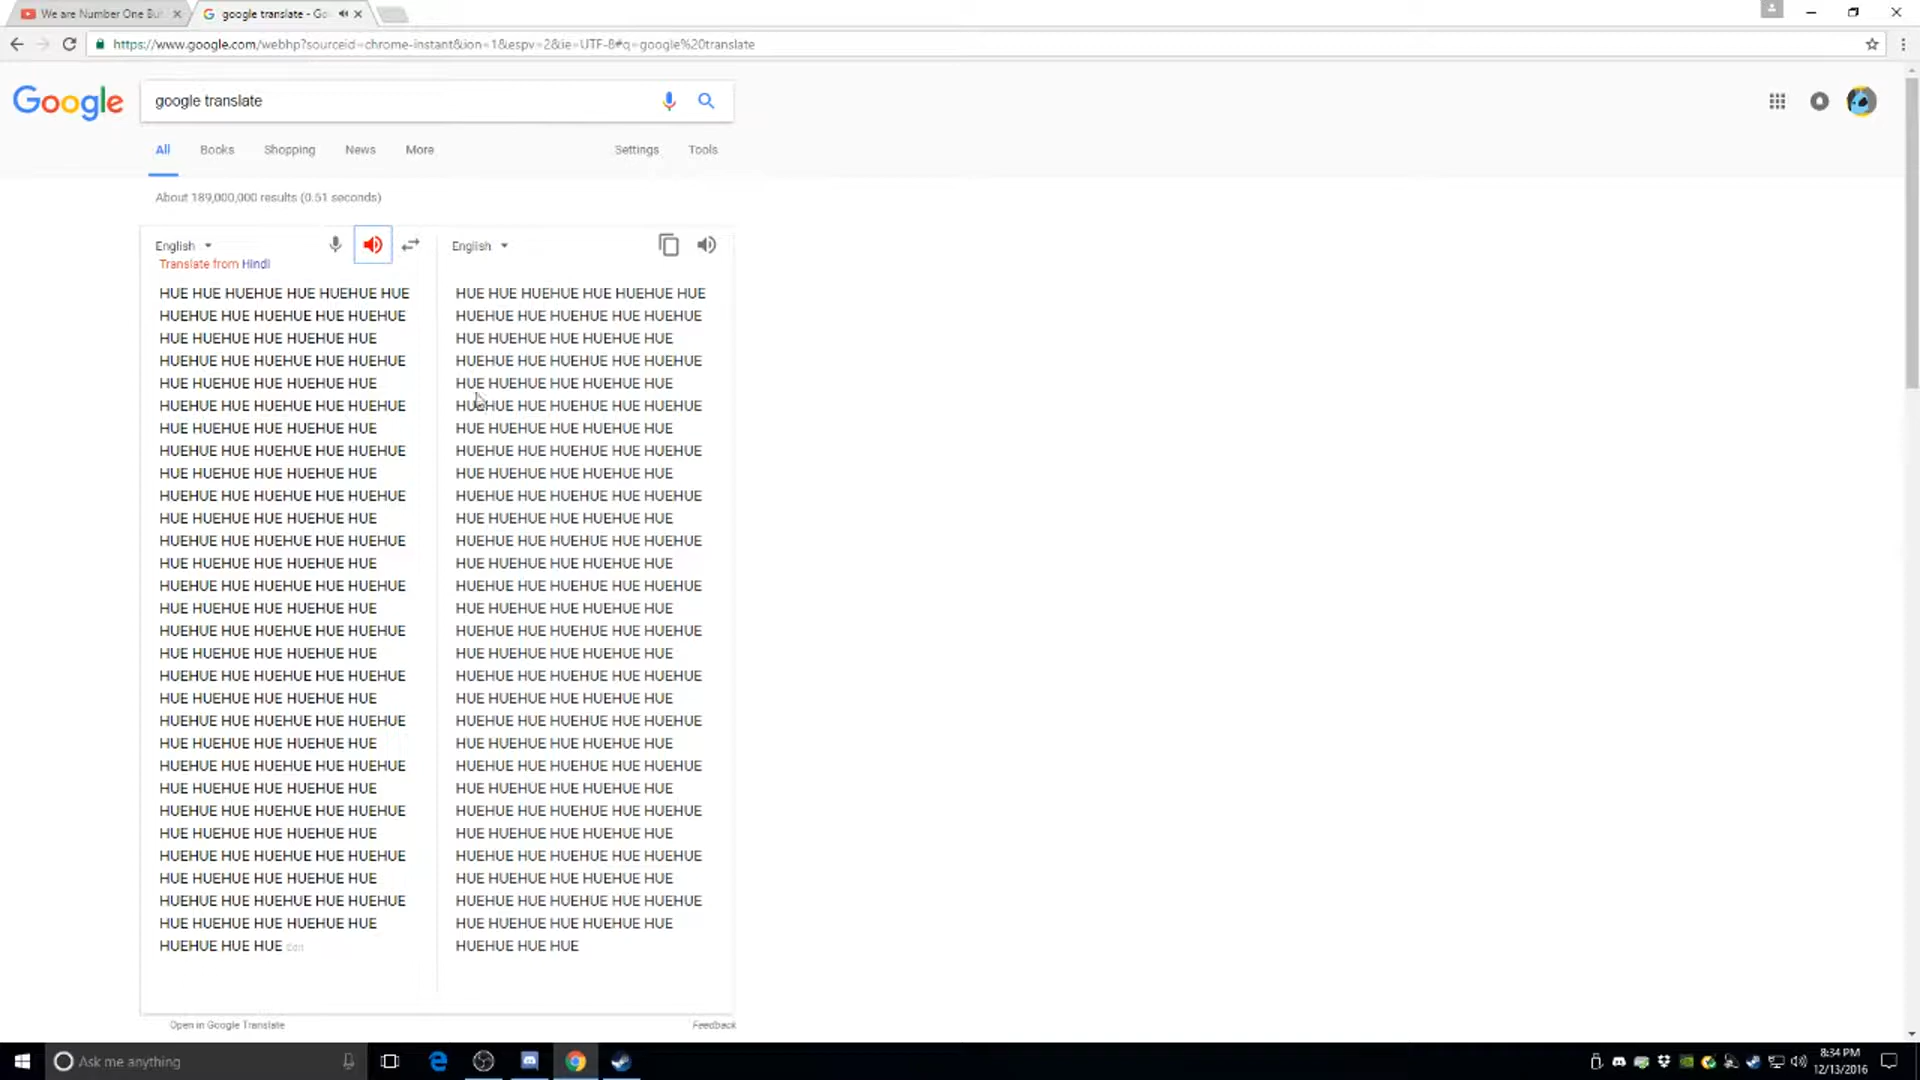 We are Number One But
google translate - Go
https://www.google.com/webhp?sourceid=chrome-instant&ion=1&espv=2&ie=UTF-8#q=google%20translate
Google
google translate
All Books Shopping News More Settings Tools
About 189,000,000 results (0.51 seconds)
English
Translate from Hindi
HUE HUE HUEHUE HUE HUEHUE HUE
HUEHUE HUE HUEHUE HUE HUEHUE
HUE HUEHUE HUE HUEHUE HUE
HUEHUE HUE HUEHUE HUE HUEHUE
HUE HUEHUE HUE HUEHUE HUE
HUEHUE HUE HUEHUE HUE HUEHUE
HUE HUEHUE HUE HUEHUE HUE
HUEHUE HUE HUEHUE HUE HUEHUE
HUE HUEHUE HUE HUEHUE HUE
HUEHUE HUE HUEHUE HUE HUEHUE
HUE HUEHUE HUE HUEHUE HUE
HUEHUE HUE HUEHUE HUE HUEHUE
HUE HUEHUE HUE HUEHUE HUE
HUEHUE HUE HUEHUE HUE HUEHUE
HUE HUEHUE HUE HUEHUE HUE
HUEHUE HUE HUEHUE HUE HUEHUE
HUE HUEHUE HUE HUEHUE HUE
HUEHUE HUE HUEHUE HUE HUEHUE
HUE HUEHUE HUE HUEHUE HUE
HUEHUE HUE HUEHUE HUE HUEHUE
HUE HUEHUE HUE HUEHUE HUE
HUEHUE HUE HUEHUE HUE HUEHUE
HUE HUEHUE HUE HUEHUE HUE
HUEHUE HUE HUEHUE HUE HUEHUE
HUE HUEHUE HUE HUEHUE HUE
HUEHUE HUE HUEHUE HUE HUEHUE
HUE HUEHUE HUE HUEHUE HUE
HUEHUE HUE HUEHUE HUE HUEHUE
HUE HUEHUE HUE HUEHUE HUE
HUEHUE HUE HUE Edit
English
HUE HUE HUEHUE HUE HUEHUE HUE
HUEHUE HUE HUEHUE HUE HUEHUE
HUE HUEHUE HUE HUEHUE HUE
HUEHUE HUE HUEHUE HUE HUEHUE
HUE HUEHUE HUE HUEHUE HUE
HUEHUE HUE HUEHUE HUE HUEHUE
HUE HUEHUE HUE HUEHUE HUE
HUEHUE HUE HUEHUE HUE HUEHUE
HUE HUEHUE HUE HUEHUE HUE
HUEHUE HUE HUEHUE HUE HUEHUE
HUE HUEHUE HUE HUEHUE HUE
HUEHUE HUE HUEHUE HUE HUEHUE
HUE HUEHUE HUE HUEHUE HUE
HUEHUE HUE HUEHUE HUE HUEHUE
HUE HUEHUE HUE HUEHUE HUE
HUEHUE HUE HUEHUE HUE HUEHUE
HUE HUEHUE HUE HUEHUE HUE
HUEHUE HUE HUEHUE HUE HUEHUE
HUE HUEHUE HUE HUEHUE HUE
HUEHUE HUE HUEHUE HUE HUEHUE
HUE HUEHUE HUE HUEHUE HUE
HUEHUE HUE HUEHUE HUE HUEHUE
HUE HUEHUE HUE HUEHUE HUE
HUEHUE HUE HUEHUE HUE HUEHUE
HUE HUEHUE HUE HUEHUE HUE
HUEHUE HUE HUEHUE HUE HUEHUE
HUE HUEHUE HUE HUEHUE HUE
HUEHUE HUE HUEHUE HUE HUEHUE
HUE HUEHUE HUE HUEHUE HUE
HUEHUE HUE HUE
Open in Google Translate Feedback
Ask me anything
8:34 PM
12/13/2016